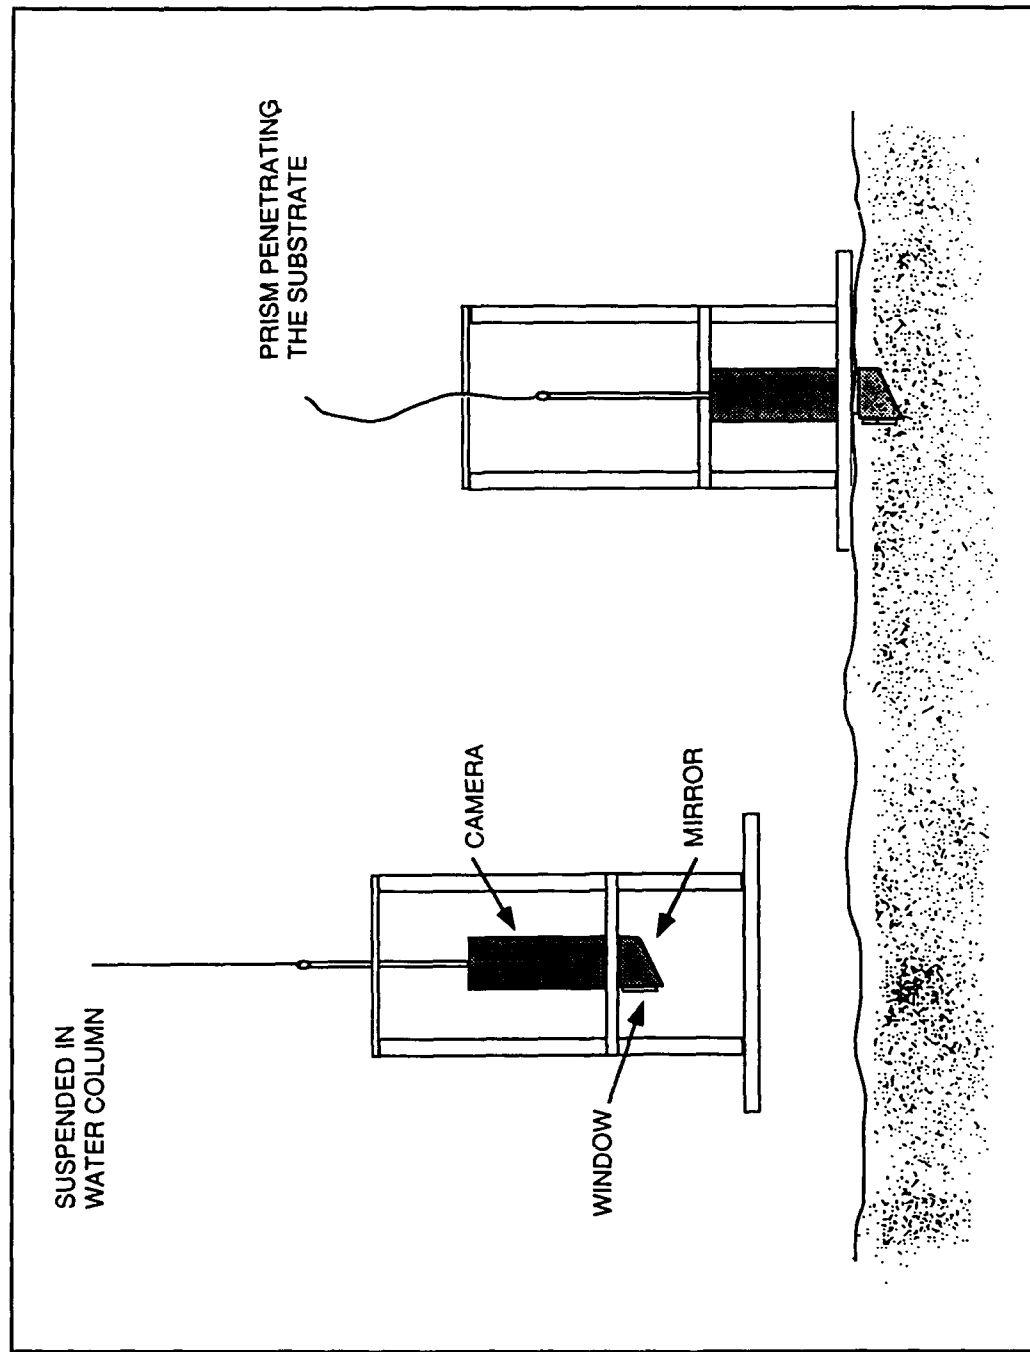 SUSPENDED IN
WATER COLUMN
PRISM PENETRATING
THE SUBSTRATE
CAMERA
WINDOW
MIRROR